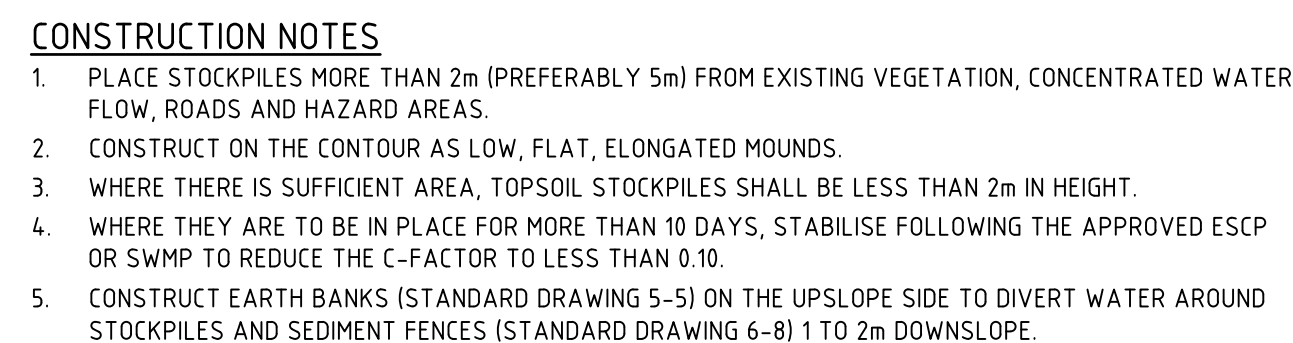 CONSTRUCTION NOTES
1. PLACE STOCKPILES MORE THAN 2m (PREFERABLY 5m) FROM EXISTING VEGETATION, CONCENTRATED WATER
FLOW, ROADS AND HAZARD AREAS.
2. CONSTRUCT ON THE CONTOUR AS LOW, FLAT, ELONGATED MOUNDS.
3. WHERE THERE IS SUFFICIENT AREA, TOPSOIL STOCKPILES SHALL BE LESS THAN 2m IN HEIGHT.
4. WHERE THEY ARE TO BE IN PLACE FOR MORE THAN 10 DAYS, STABILISE FOLLOWING THE APPROVED ESCP
OR SWMP TO REDUCE THE C-FACTOR TO LESS THAN 0.10.
5. CONSTRUCT EARTH BANKS (STANDARD DRAWING 5-5) ON THE UPSLOPE SIDE TO DIVERT WATER AROUND
STOCKPILES AND SEDIMENT FENCES (STANDARD DRAWING 6-8) 1 TO 2m DOWNSLOPE.